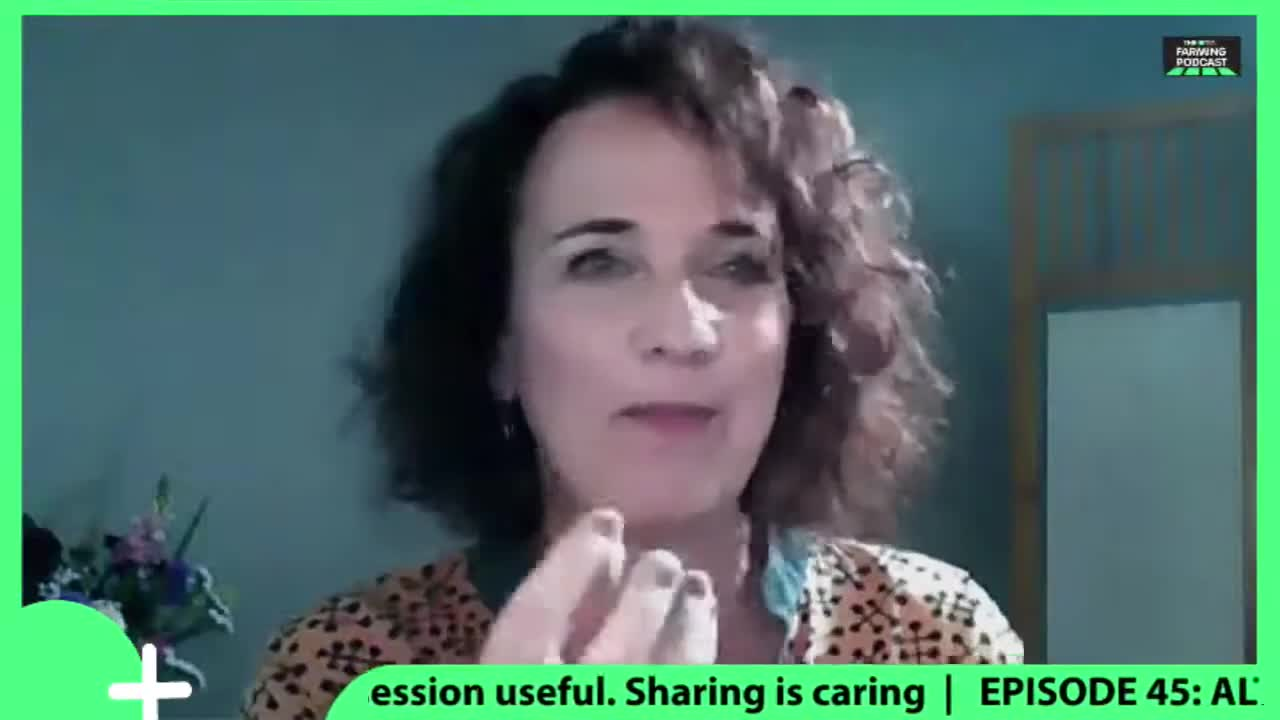 FARMING
PODCAST
ession useful. Sharing is caring | EPISODE 45: AL